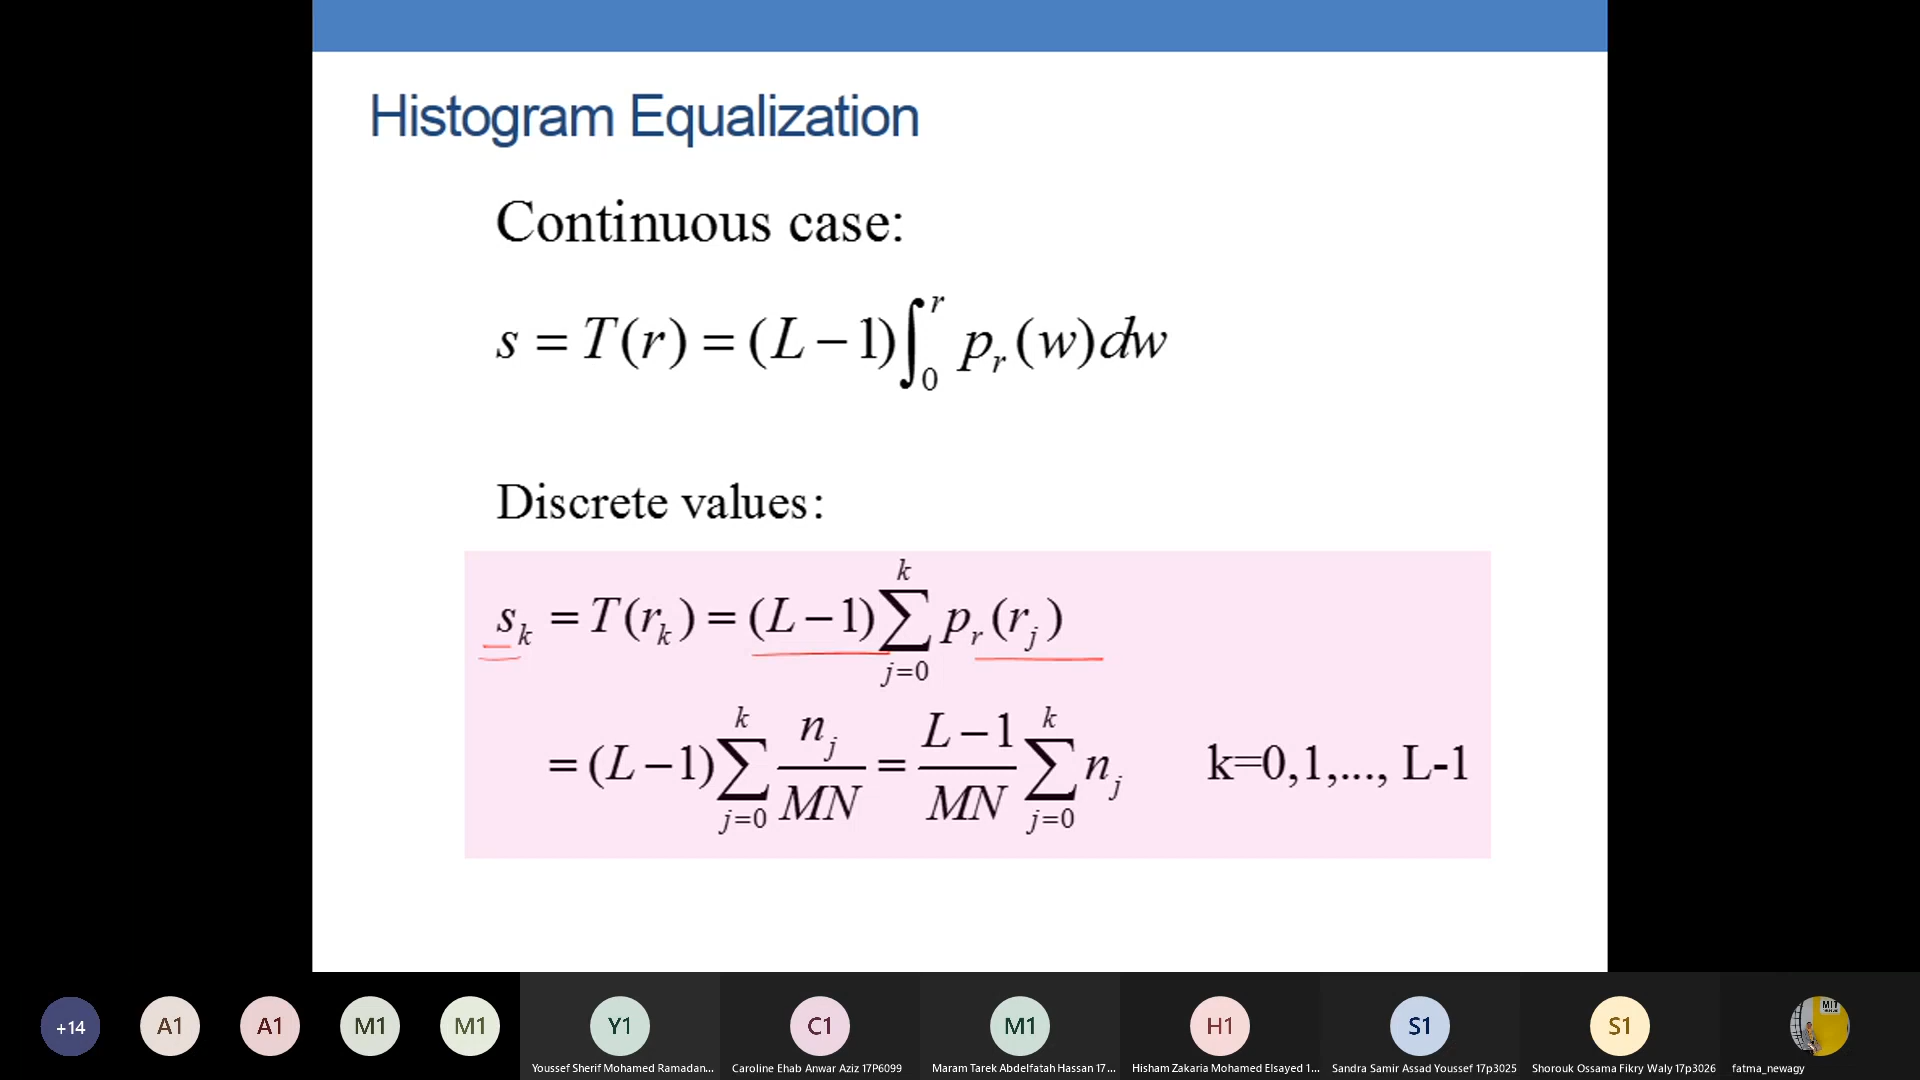 Histogram Equalization
Continuous case:
s = T(r) = (L−1)∫₀ʳ pᵣ(w)dw
Discrete values:
sₖ = T(rₖ) = (L−1) ∑ⱼ₌₀ᵏ pᵣ(rⱼ)
= (L−1) ∑ⱼ₌₀ᵏ nⱼ/MN = (L−1)/MN ∑ⱼ₌₀ᵏ nⱼ k=0,1,..., L-1
+14 A1 A1 M1 M1 Y1 C1 M1 H1 S1 S1 MIT
Youssef Sherif Mohamed Ramadan... Caroline Ehab Anwar Aziz 17P6099 Maram Tarek Abdelfatah Hassan 17... Hisham Zakaria Mohamed Elsayed 1... Sandra Samir Assad Youssef 17p3025 Shorouk Ossama Fikry Waly 17p3026 fatma_newagy